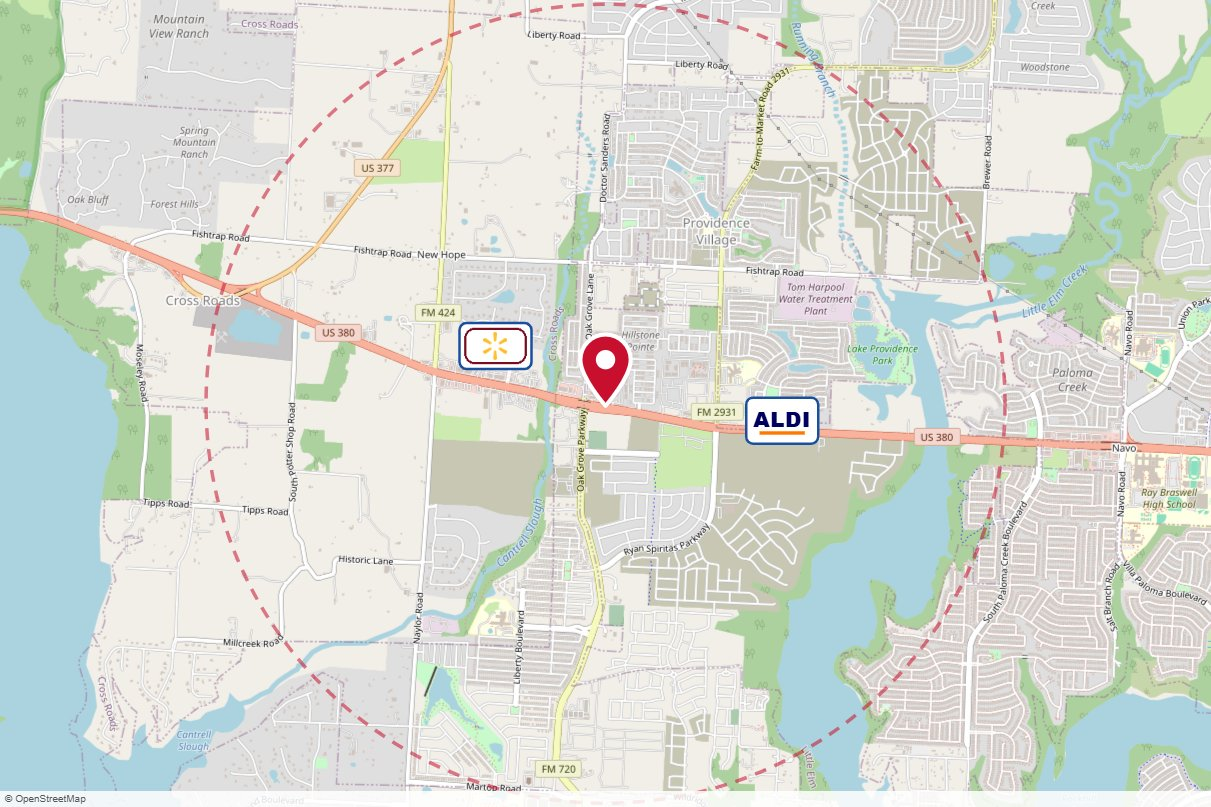 Mountain
View Ranch
Cross Roads
Liberty Road
Liberty Road
Running Branch
Creek
Woodstone
Farm-to-Market Road 2931
Spring
Mountain
Ranch
US 377
Doctor Sanders Road
Brewer Road
Oak Bluff
Forest Hills
Fishtrap Road
Fishtrap Road
New Hope
Providence
Village
Fishtrap Road
Tom Harpool
Water Treatment
Plant
Little Elm Creek
Cross Roads
FM 424
US 380
Oak Grove Lane
Cross Roads
Hillstone
Pointe
Lake Providence
Park
Navo Road
Union Park
Moseley Road
Paloma
Creek
FM 2931
ALDI
US 380
Navo
South Potter Shop Road
Oak Grove Parkway
Tipps Road
Tipps Road
Cantrell Slough
Navo Road
Ray Braswell
High School
Ryan Spiritas Parkway
Historic Lane
South Paloma Creek Boulevard
Villa Paloma Boulevard
Salt Branch Road
Naylor Road
Millcreek Road
Liberty Boulevard
Cross Roads
Cantrell
Slough
FM 720
Little Elm
Martop Road
© OpenStreetMap